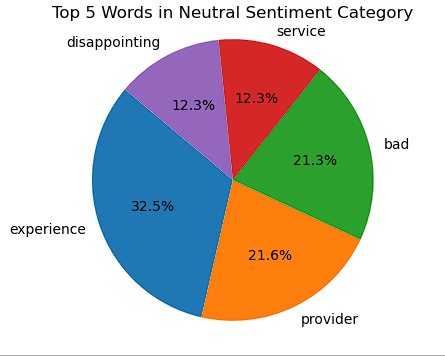 Top 5 Words in Neutral Sentiment Category
service
disappointing
12.3%
12.3%
bad
21.3%
32.5%
experience
21.6%
provider